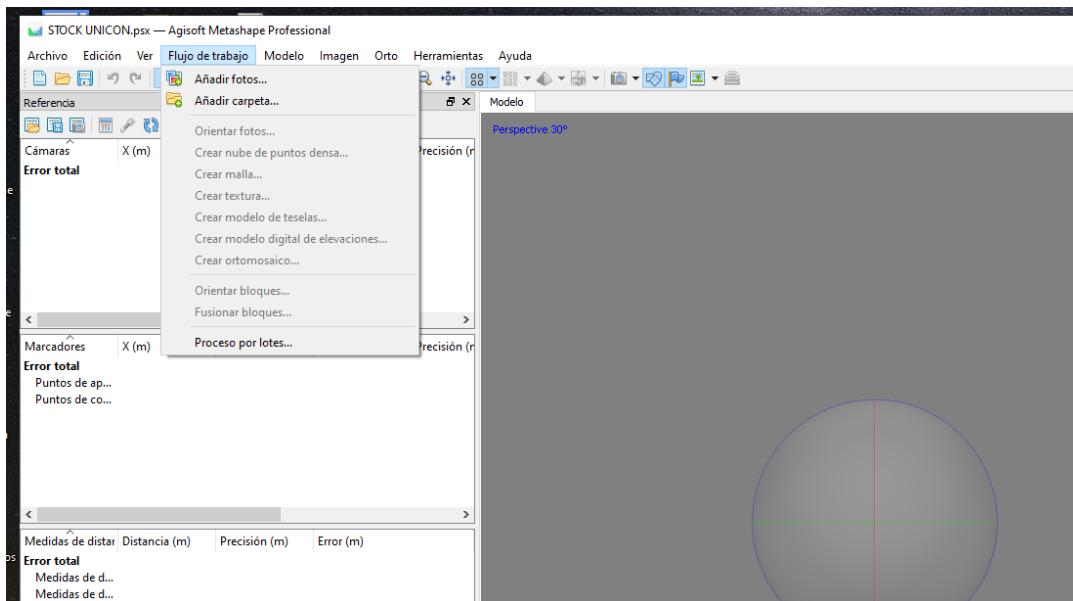 STOCK UNICON.psx — Agisoft Metashape Professional
Archivo Edición Ver Flujo de trabajo Modelo Imagen Orto Herramientas Ayuda
Añadir fotos...
Añadir carpeta...
Orientar fotos...
Crear nube de puntos densa...
Crear malla...
Crear textura...
Crear modelo de teselas...
Crear modelo digital de elevaciones...
Crear ortomosaico...
Orientar bloques...
Fusionar bloques...
Proceso por lotes...
Referencia
Cámaras X (m) Precisión (m
Error total
Marcadores X (m) Precisión (m
Error total
Puntos de ap...
Puntos de co...
Medidas de distar Distancia (m) Precisión (m) Error (m)
Error total
Medidas de d...
Medidas de d...
Modelo
Perspective 30°